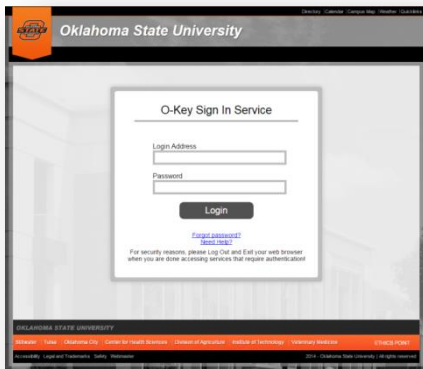 Directory | Calendar | Campus Map | Weather | Quicklinks
STATE
Oklahoma State University
O-Key Sign In Service
Login Address
Password
Login
Forgot password?
Need Help?
For security reasons, please Log Out and Exit your web browser
when you are done accessing services that require authentication!
OKLAHOMA STATE UNIVERSITY
Stillwater Tulsa Oklahoma City Center for Health Sciences Division of Agriculture Institute of Technology Veterinary Medicine ETHICS POINT
Accessibility Legal and Trademarks Safety Webmaster 2014 - Oklahoma State University | All rights reserved